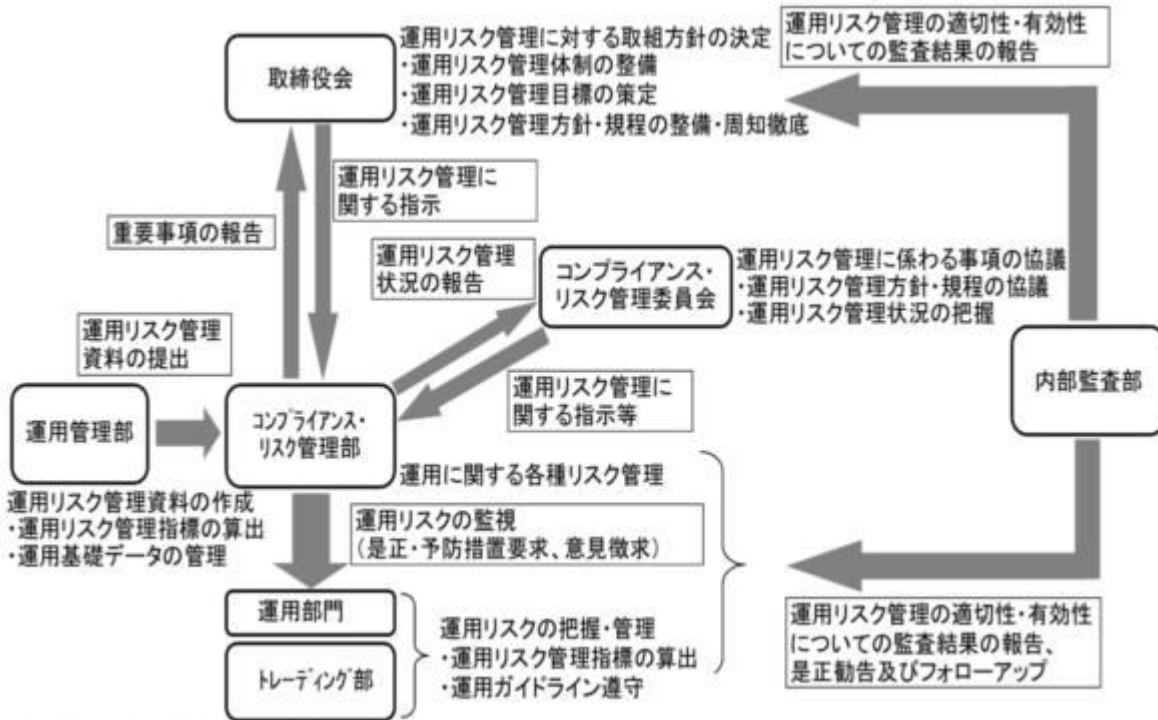 取締役会
運用リスク管理に対する取組方針の決定
・運用リスク管理体制の整備
・運用リスク管理目標の策定
・運用リスク管理方針・規程の整備・周知徹底
運用リスク管理の適切性・有効性
についての監査結果の報告
運用リスク管理に
関する指示
重要事項の報告
運用リスク管理
状況の報告
コンプライアンス・
リスク管理委員会
運用リスク管理に係わる事項の協議
・運用リスク管理方針・規程の協議
・運用リスク管理状況の把握
運用リスク管理
資料の提出
運用リスク管理に
関する指示等
内部監査部
運用管理部
コンプライアンス・
リスク管理部
運用に関する各種リスク管理
運用リスク管理資料の作成
・運用リスク管理指標の算出
・運用基礎データの管理
運用リスクの監視
（是正・予防措置要求、意見徴求）
運用部門
トレーディング部
運用リスクの把握・管理
・運用リスク管理指標の算出
・運用ガイドライン遵守
運用リスク管理の適切性・有効性
についての監査結果の報告、
是正勧告及びフォローアップ